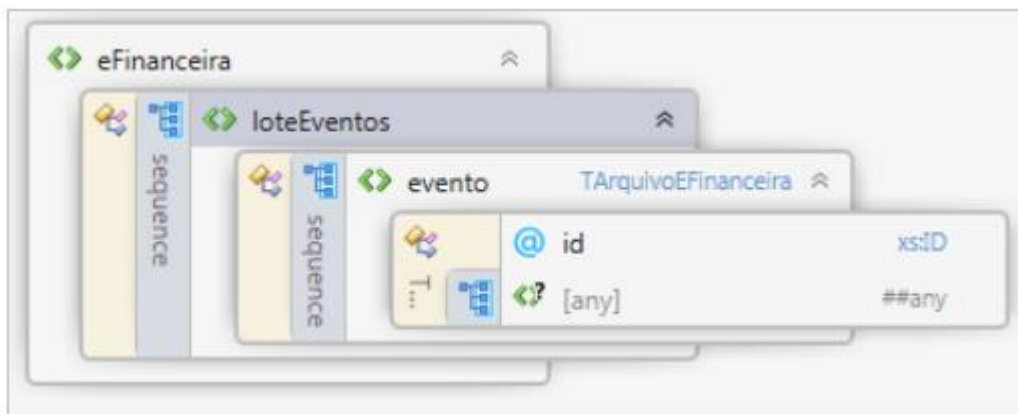 eFinanceira
loteEventos
sequence
evento TArquivoEFinanceira
sequence
@ id xs:ID
T...
[any] ##any